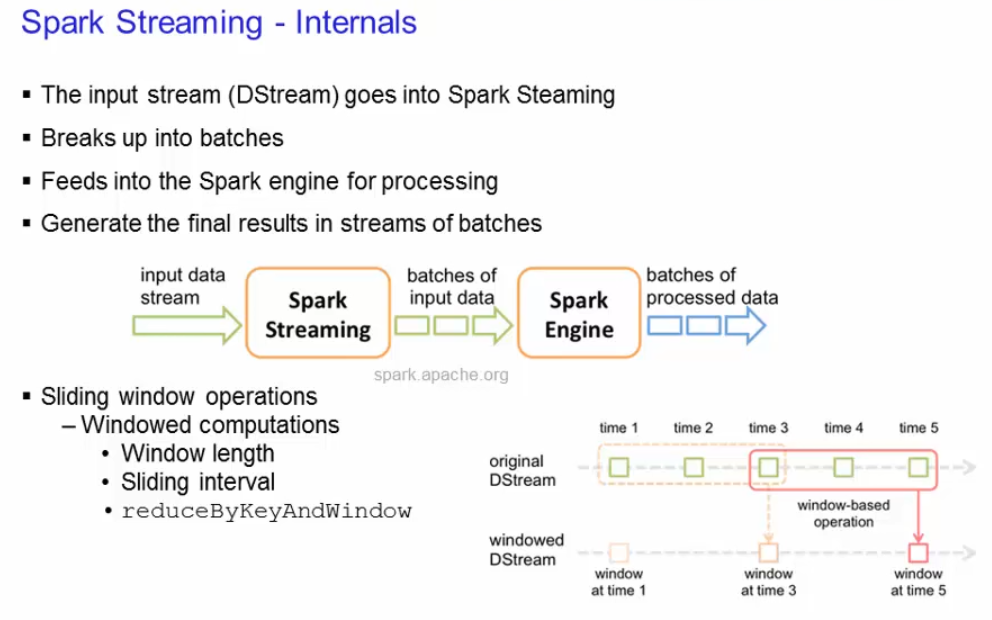 Spark Streaming - Internals
▪ The input stream (DStream) goes into Spark Steaming
▪ Breaks up into batches
▪ Feeds into the Spark engine for processing
▪ Generate the final results in streams of batches
input data
stream
Spark
Streaming
batches of
input data
Spark
Engine
batches of
processed data
spark.apache.org
▪ Sliding window operations
– Windowed computations
• Window length
• Sliding interval
• reduceByKeyAndWindow
time 1 time 2 time 3 time 4 time 5
original
DStream
window-based
operation
windowed
DStream
window
at time 1
window
at time 3
window
at time 5